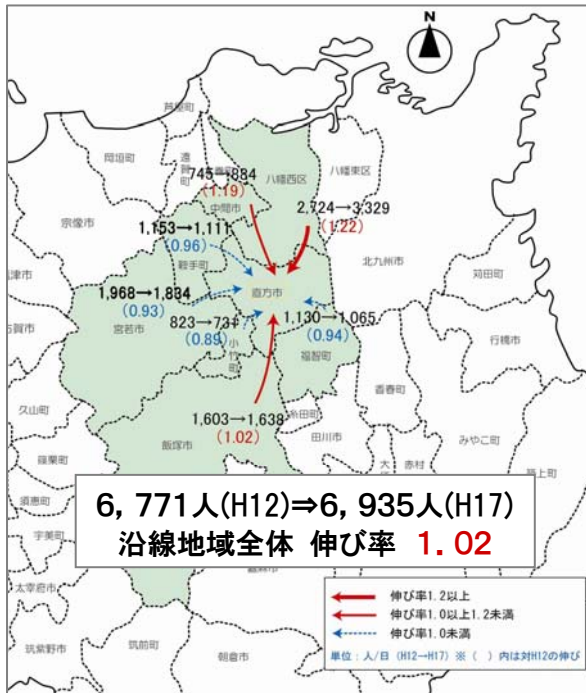 N
芦屋町
岡垣町
遠賀町
八幡西区
八幡東区
745→884
(1.19)
中間市
2,724→3,329
(1.22)
宗像市
1,153→1,111
(0.96)
北九州市
鞍手町
苅田町
1,968→1,834
(0.93)
直方市
宮若市
823→734
(0.89)
1,130→1,065
(0.94)
小竹町
福智町
行橋市
香春町
久山町
糸田町
1,603→1,638
(1.02)
田川市
みやこ町
飯塚市
篠栗町
赤村
須恵町
6,771人(H12)⇒6,935人(H17)
沿線地域全体 伸び率 1.02
宇美町
太宰府市
筑紫野市
筑前町
朝倉市
伸び率1.2以上
伸び率1.0以上1.2未満
伸び率1.0未満
単位：人/日（H12→H17）※（ ）内は対H12の伸び